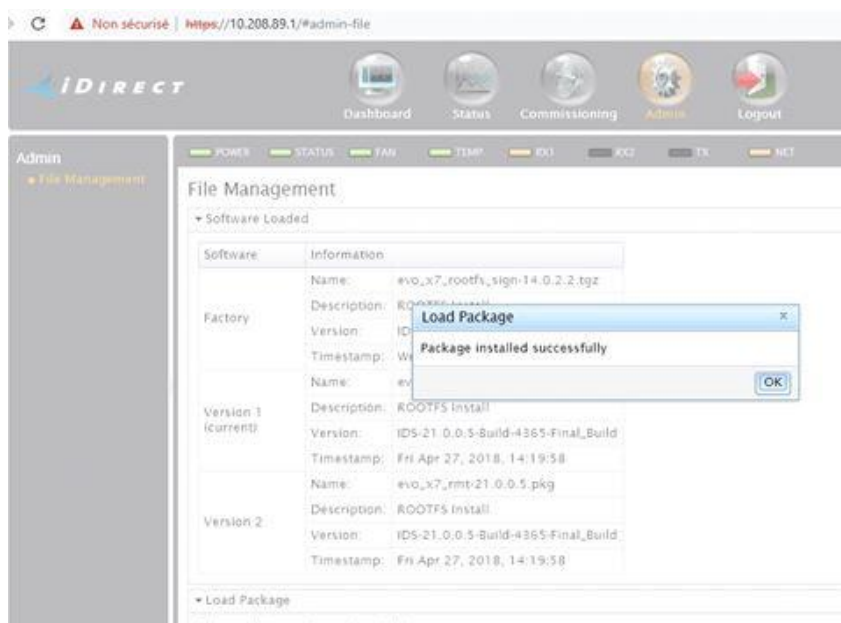 Non sécurisé | https://10.208.89.1/#admin-file
iDIRECT
Dashboard Status Commissioning Admin Logout
Admin
File Management
POWER STATUS FAN TEMP RX1 RX2 TX NET
File Management
Software Loaded
Software Information
Factory
Name: evo_x7_rootfs_sign-14.0.2.2.tgz
Description: ROOTFS Install
Version:
Timestamp:
Load Package
Package installed successfully
OK
Version 1 (current)
Name:
Description: ROOTFS Install
Version: IDS-21.0.0.5-Build-4365-Final_Build
Timestamp: Fri Apr 27, 2018, 14:19:58
Version 2
Name: evo_x7_rmt-21.0.0.5.pkg
Description: ROOTFS Install
Version: IDS-21.0.0.5-Build-4365-Final_Build
Timestamp: Fri Apr 27, 2018, 14:19:58
Load Package